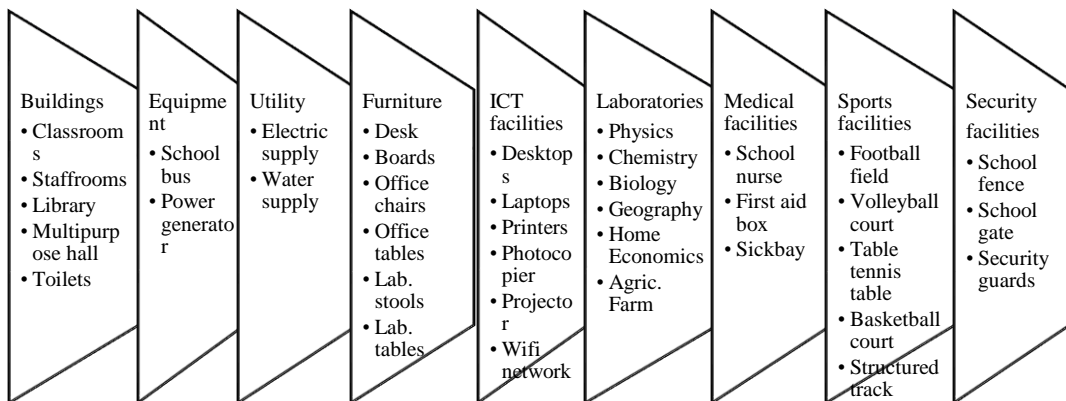 Buildings
• Classroom
s
• Staffrooms
• Library
• Multipurp
ose hall
• Toilets
Equipme
nt
• School
bus
• Power
generato
r
Utility
• Electric
supply
• Water
supply
Furniture
• Desk
• Boards
• Office
chairs
• Office
tables
• Lab.
stools
• Lab.
tables
ICT
facilities
• Desktop
s
• Laptops
• Printers
• Photoco
pier
• Projecto
r
• Wifi
network
Laboratories
• Physics
• Chemistry
• Biology
• Geography
• Home
Economics
• Agric.
Farm
Medical
facilities
• School
nurse
• First aid
box
• Sickbay
Sports
facilities
• Football
field
• Volleyball
court
• Table
tennis
table
• Basketball
court
• Structured
track
Security
facilities
• School
fence
• School
gate
• Security
guards